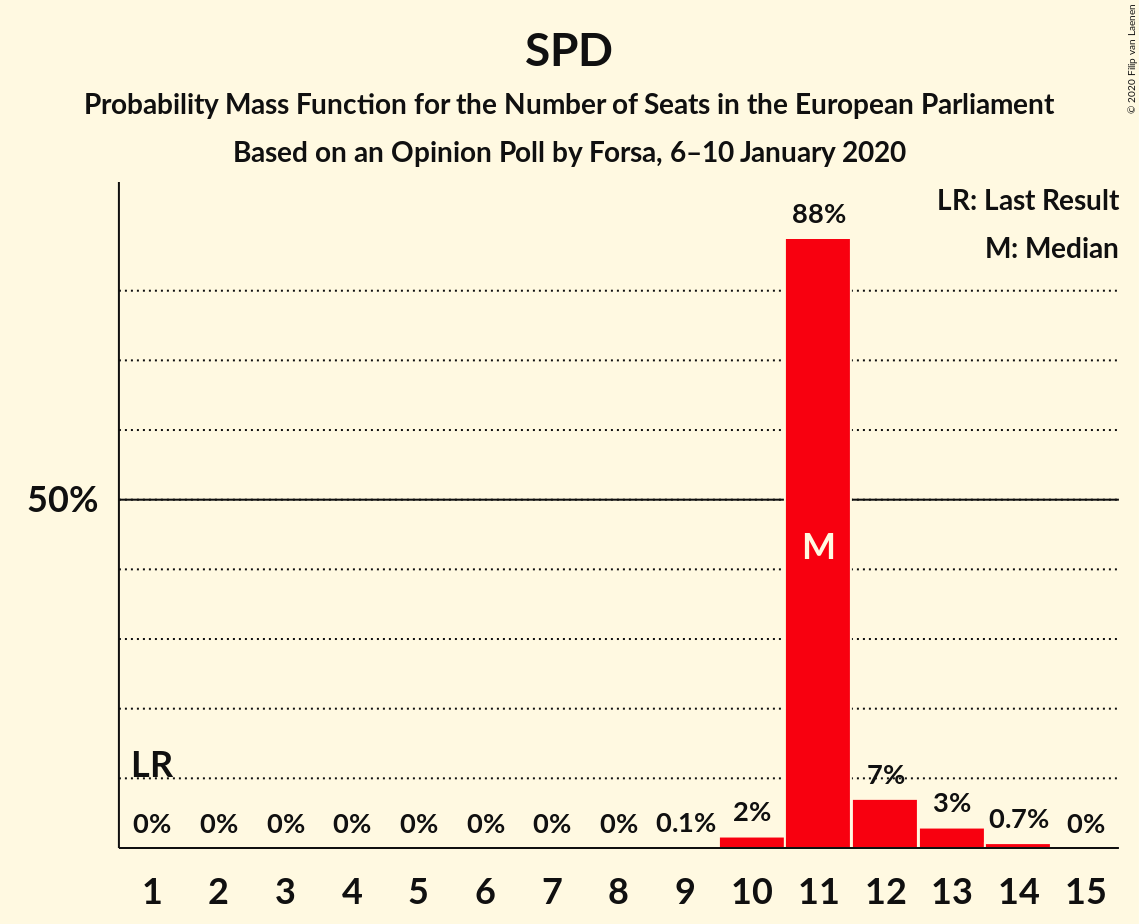 SPD
Probability Mass Function for the Number of Seats in the European Parliament
Based on an Opinion Poll by Forsa, 6–10 January 2020
© 2020 Filip van Laenen
LR: Last Result
M: Median
88%
50%
M
LR
0% 0% 0% 0% 0% 0% 0% 0% 0.1% 2% 7% 3% 0.7% 0%
1 2 3 4 5 6 7 8 9 10 11 12 13 14 15